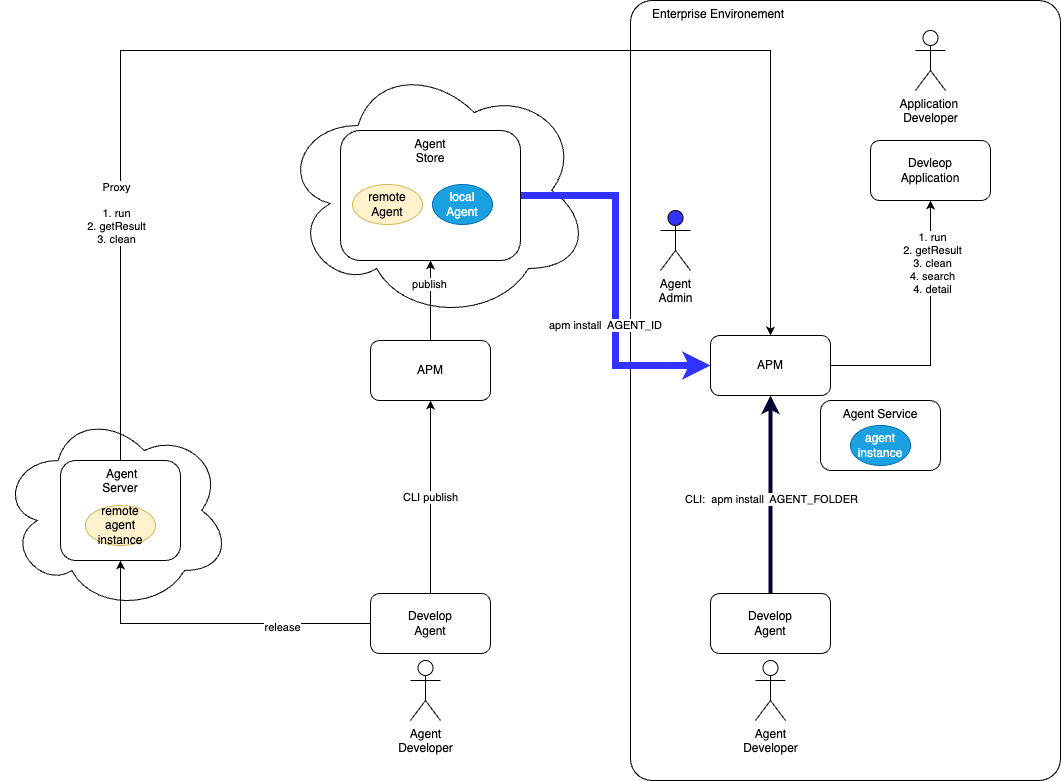 Enterprise Environement
Application
Developer
Agent
Store
remote
Agent
local
Agent
Devleop
Application
Proxy
1. run
2. getResult
3. clean
1. run
2. getResult
3. clean
4. search
4. detail
Agent
Admin
publish
apm install  AGENT_ID
APM
APM
Agent Service
agent
instance
Agent
Server
remote
agent
instance
CLI publish
CLI:  apm install  AGENT_FOLDER
release
Develop
Agent
Develop
Agent
Agent
Developer
Agent
Developer